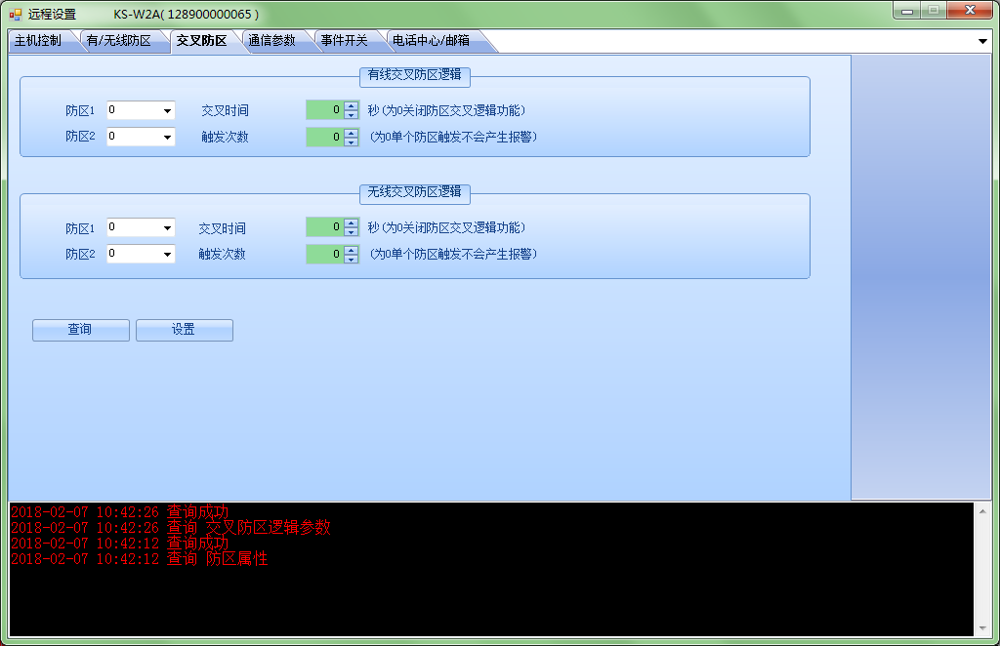 远程设置 KS-W2A( 128900000065 )
主机控制 有/无线防区 交叉防区 通信参数 事件开关 电话中心/邮箱
有线交叉防区逻辑
防区1 0 交叉时间 0 秒(为0关闭防区交叉逻辑功能)
防区2 0 触发次数 0 (为0单个防区触发不会产生报警)
无线交叉防区逻辑
防区1 0 交叉时间 0 秒(为0关闭防区交叉逻辑功能)
防区2 0 触发次数 0 (为0单个防区触发不会产生报警)
查询 设置
2018-02-07 10:42:26 查询成功
2018-02-07 10:42:26 查询 交叉防区逻辑参数
2018-02-07 10:42:12 查询成功
2018-02-07 10:42:12 查询 防区属性